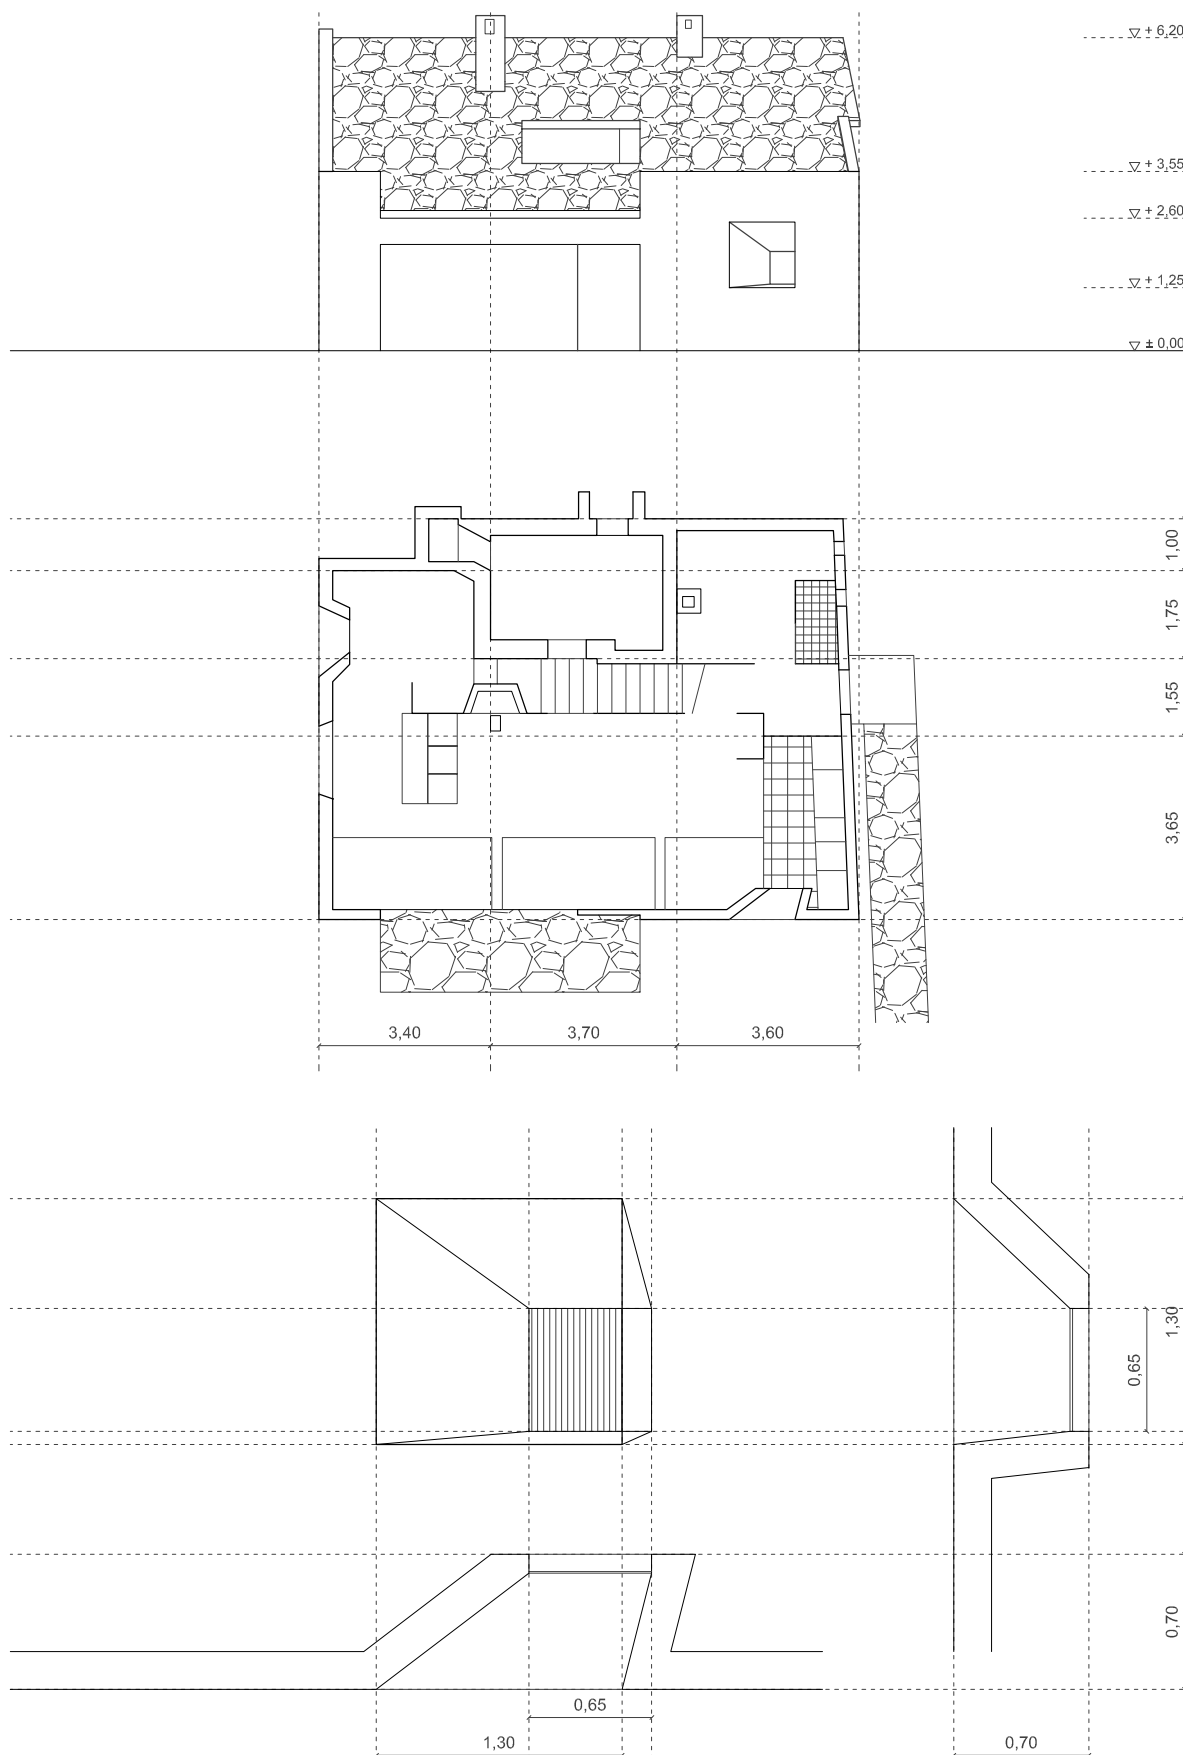 ▽ + 6,20
▽ + 3,55
▽ + 2,60
▽ + 1,25
▽ ± 0,00
1,00
1,75
1,55
3,65
3,40
3,70
3,60
1,30
0,65
0,70
0,65
1,30
0,70